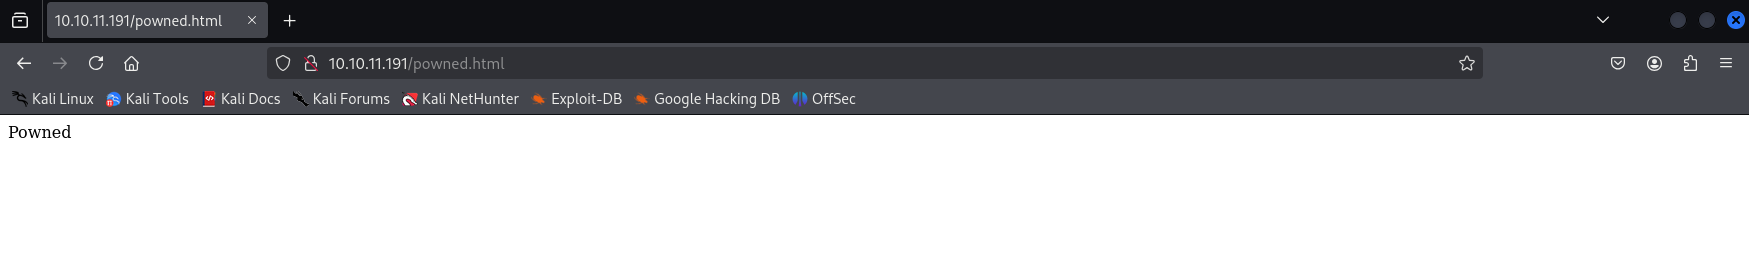 10.10.11.191/powned.html
10.10.11.191/powned.html
Kali Linux Kali Tools Kali Docs Kali Forums Kali NetHunter Exploit-DB Google Hacking DB OffSec
Powned